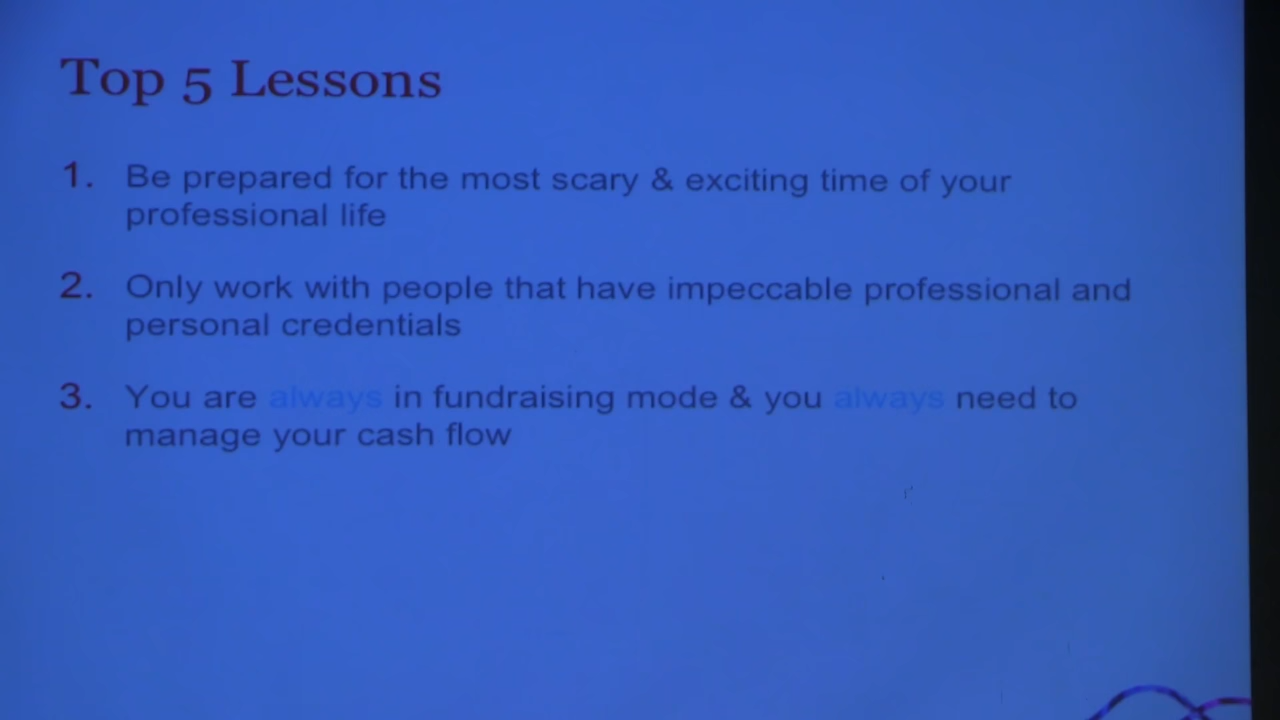 Top 5 Lessons
1. Be prepared for the most scary & exciting time of your
professional life
2. Only work with people that have impeccable professional and
personal credentials
3. You are always in fundraising mode & you always need to
manage your cash flow